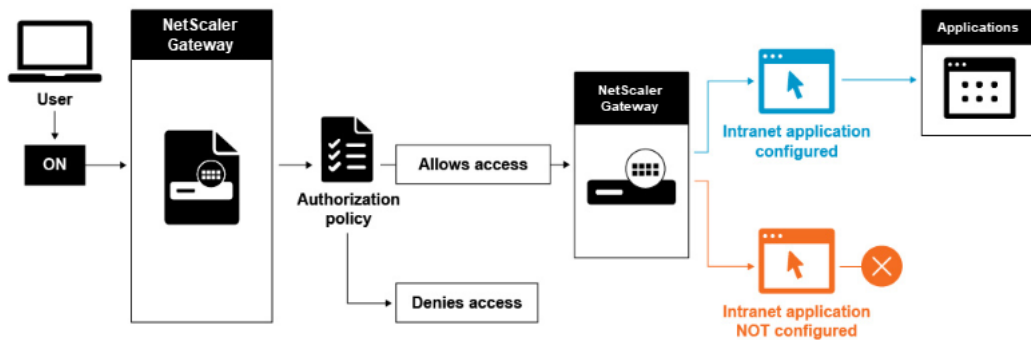 User
ON
NetScaler
Gateway
Authorization
policy
Allows access
Denies access
NetScaler
Gateway
Intranet application
configured
Intranet application
NOT configured
Applications